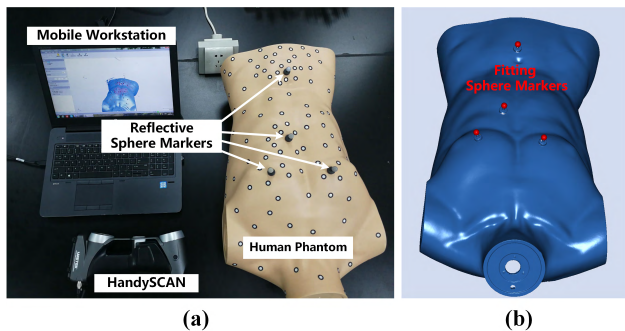 Mobile Workstation
Reflective
Sphere Markers
Human Phantom
HandySCAN
Fitting
Sphere Markers
(a)
(b)